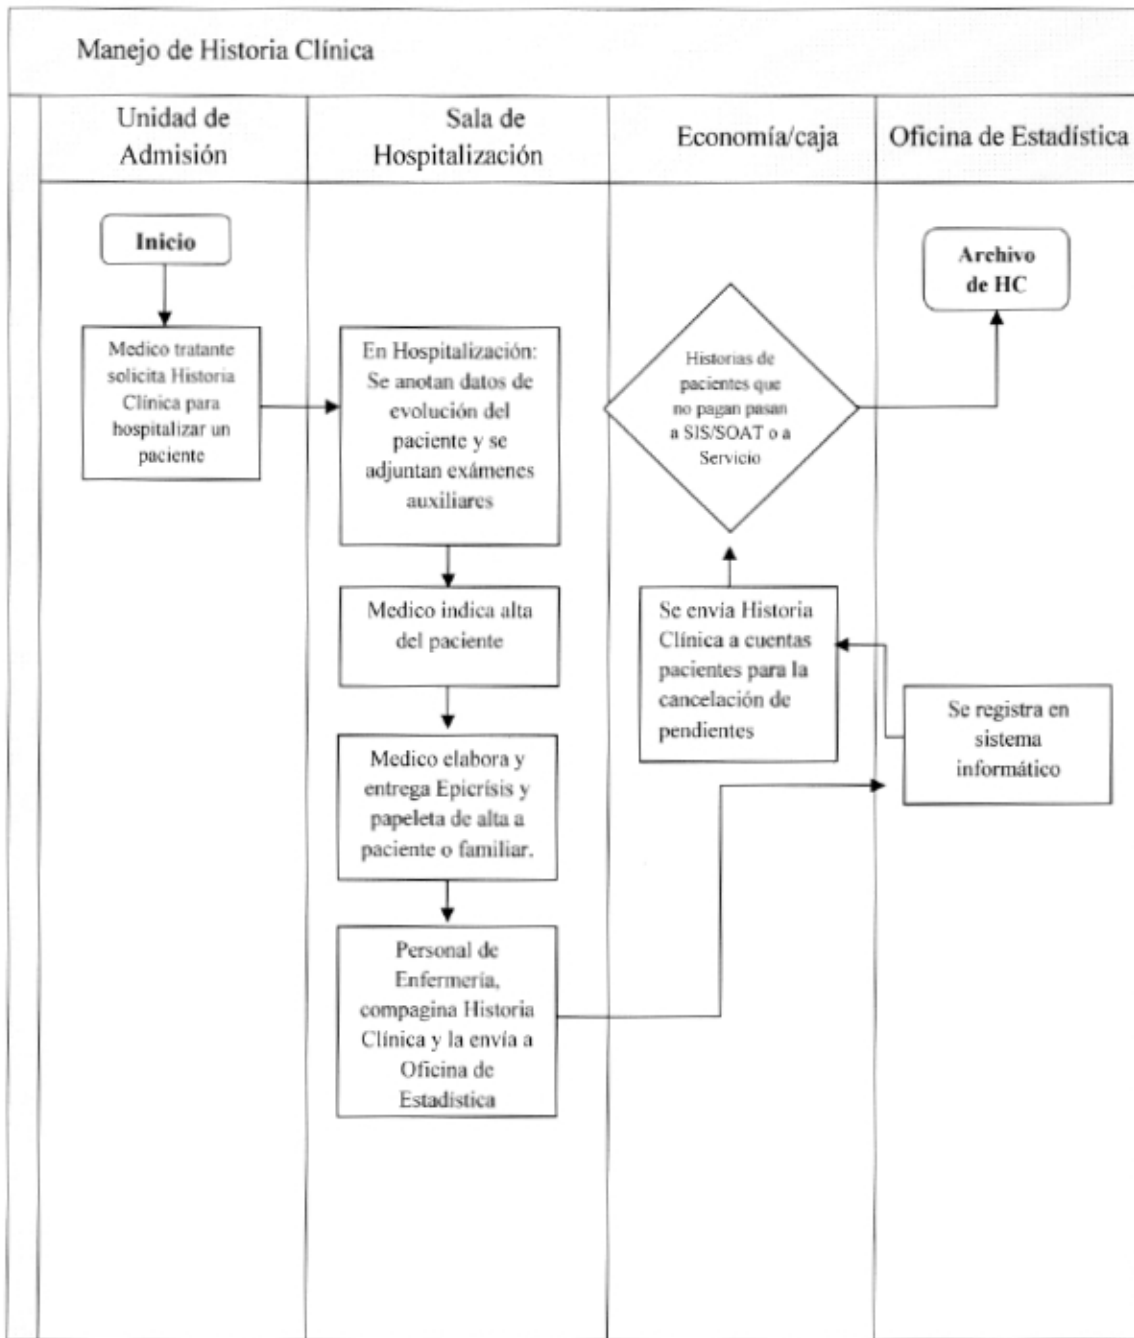 Manejo de Historia Clínica
Unidad de
Admisión
Sala de
Hospitalización
Economía/caja
Oficina de Estadística
Inicio
Medico tratante
solicita Historia
Clínica para
hospitalizar un
paciente
En Hospitalización:
Se anotan datos de
evolución del
paciente y se
adjuntan exámenes
auxiliares
Medico indica alta
del paciente
Medico elabora y
entrega Epicrísis y
papeleta de alta a
paciente o familiar.
Personal de
Enfermería,
compagina Historia
Clínica y la envía a
Oficina de
Estadística
Historias de
pacientes que
no pagan pasan
a SIS/SOAT o a
Servicio
Se envía Historia
Clínica a cuentas
pacientes para la
cancelación de
pendientes
Archivo
de HC
Se registra en
sistema
informático